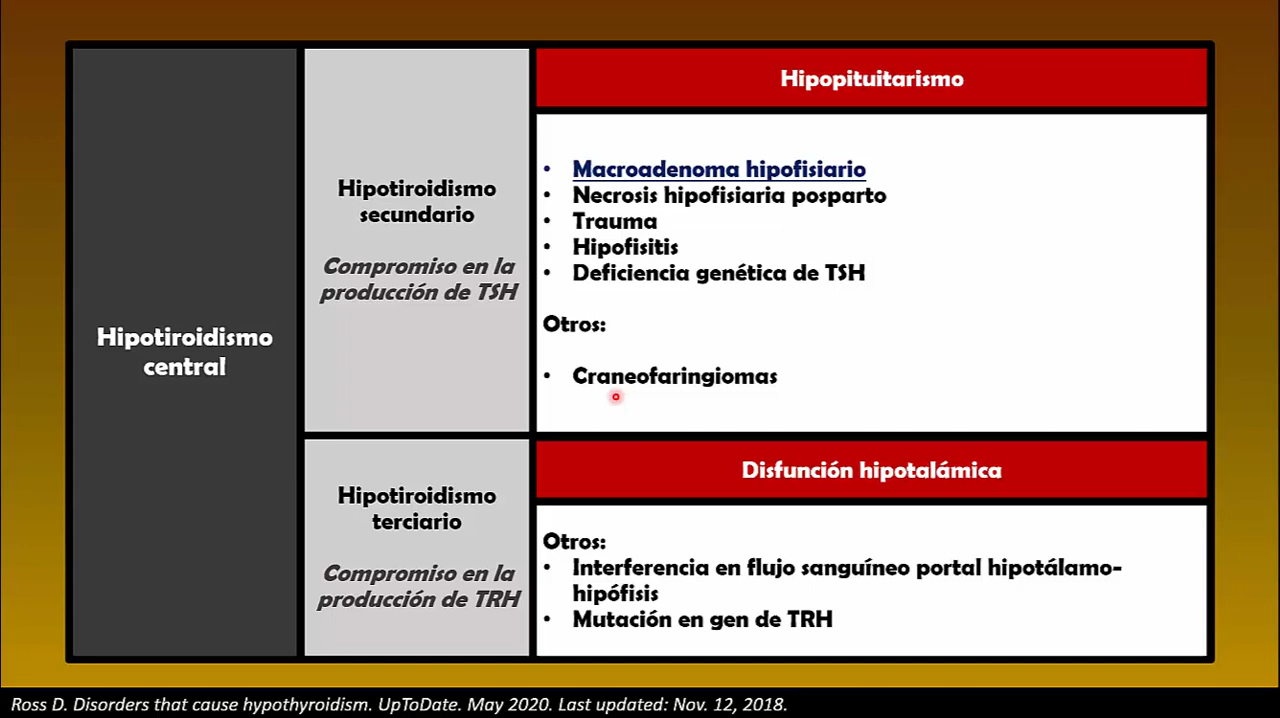 Hipotiroidismo
central
Hipotiroidismo
secundario
Compromiso en la
producción de TSH
Hipopituitarismo
• Macroadenoma hipofisiario
• Necrosis hipofisiaria posparto
• Trauma
• Hipofisitis
• Deficiencia genética de TSH
Otros:
• Craneofaringiomas
Hipotiroidismo
terciario
Compromiso en la
producción de TRH
Disfunción hipotalámica
Otros:
• Interferencia en flujo sanguíneo portal hipotálamo-
hipófisis
• Mutación en gen de TRH
Ross D. Disorders that cause hypothyroidism. UpToDate. May 2020. Last updated: Nov. 12, 2018.